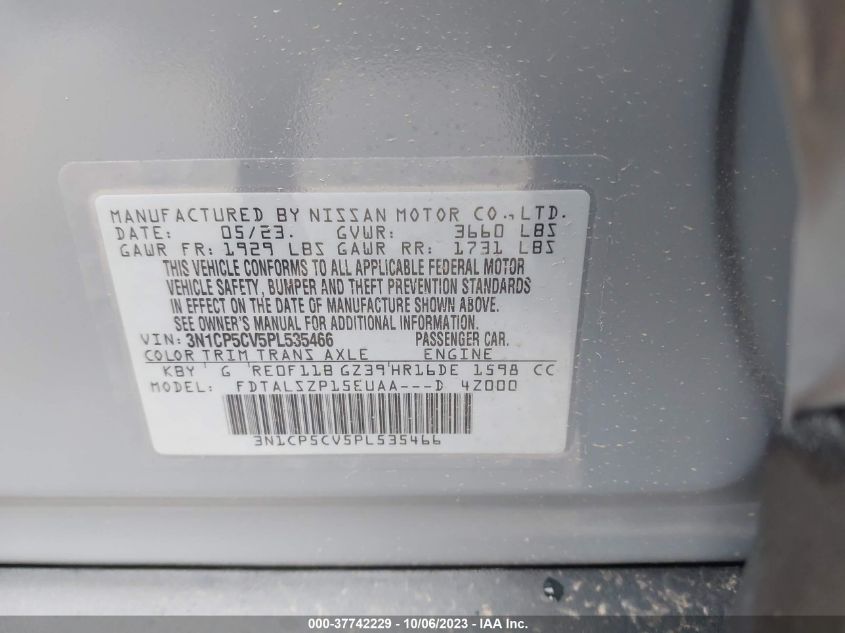 MANUFACTURED BY NISSAN MOTOR CO.,LTD.
DATE: 05/23. GVWR: 3660 LBS
GAWR FR: 1929 LBS GAWR RR: 1731 LBS
THIS VEHICLE CONFORMS TO ALL APPLICABLE FEDERAL MOTOR
VEHICLE SAFETY, BUMPER AND THEFT PREVENTION STANDARDS
IN EFFECT ON THE DATE OF MANUFACTURE SHOWN ABOVE.
SEE OWNER'S MANUAL FOR ADDITIONAL INFORMATION.
VIN: 3N1CP5CV5PL535466 PASSENGER CAR.
COLOR TRIM TRANS AXLE ENGINE
KBY G RE0F11B GZ39 HR16DE 1598 CC
MODEL: FDTALSZP15EUAA---D 4Z000
3N1CP5CV5PL535466
000-37742229 - 10/06/2023 - IAA Inc.